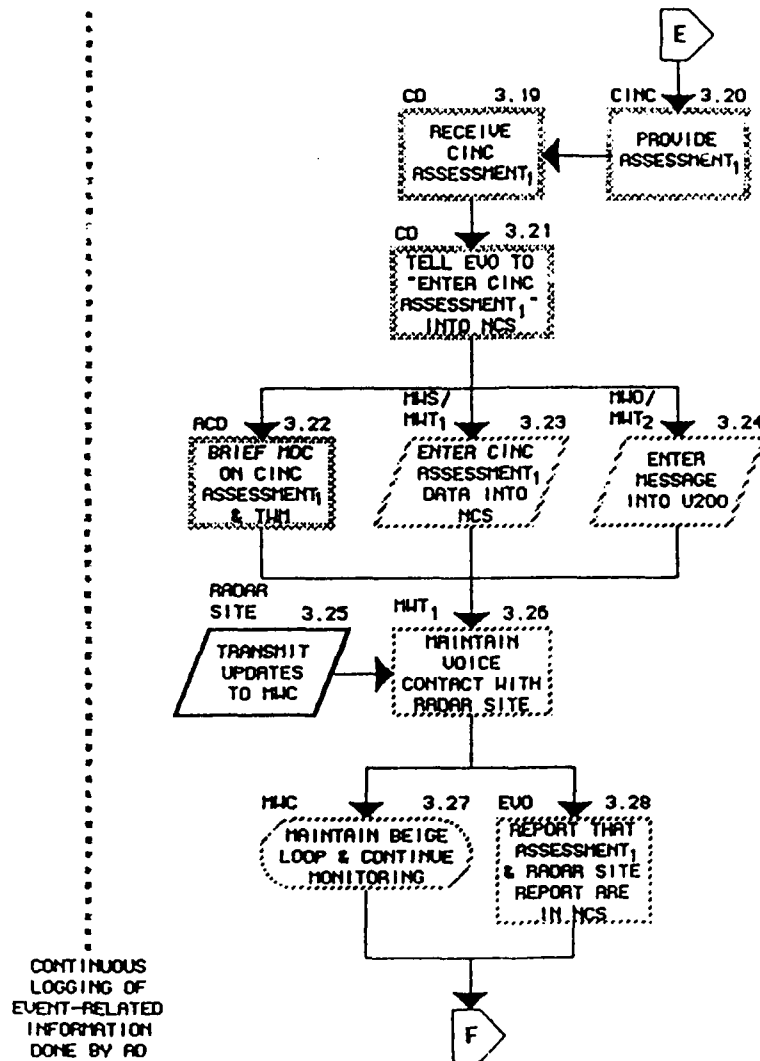 E
CD 3.19
RECEIVE
CINC
ASSESSMENT1
CINC 3.20
PROVIDE
ASSESSMENT1
CD 3.21
TELL EVO TO
"ENTER CINC
ASSESSMENT1"
INTO NCS
ACD 3.22
BRIEF MDC
ON CINC
ASSESSMENT1
& TWM
MWS/
MWT1 3.23
ENTER CINC
ASSESSMENT1
DATA INTO
NCS
MWO/
MWT2 3.24
ENTER
MESSAGE
INTO U200
RADAR
SITE 3.25
TRANSMIT
UPDATES
TO MWC
MWT1 3.26
MAINTAIN
VOICE
CONTACT WITH
RADAR SITE
MWC 3.27
MAINTAIN BEIGE
LOOP & CONTINUE
MONITORING
EVO 3.28
REPORT THAT
ASSESSMENT1
& RADAR SITE
REPORT ARE
IN NCS
F
CONTINUOUS
LOGGING OF
EVENT-RELATED
INFORMATION
DONE BY AO